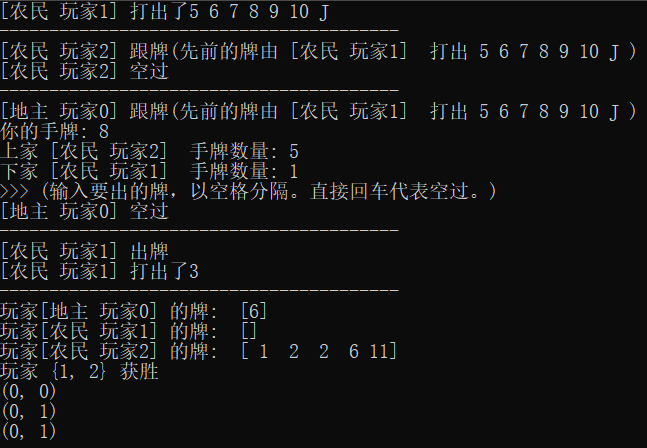 [农民 玩家1] 打出了5 6 7 8 9 10 J
----------------------------------------
[农民 玩家2] 跟牌(先前的牌由 [农民 玩家1]  打出 5 6 7 8 9 10 J )
[农民 玩家2] 空过
----------------------------------------
[地主 玩家0] 跟牌(先前的牌由 [农民 玩家1]  打出 5 6 7 8 9 10 J )
你的手牌: 8
上家 [农民 玩家2]  手牌数量: 5
下家 [农民 玩家1]  手牌数量: 1
>>> (输入要出的牌，以空格分隔。直接回车代表空过。)
[地主 玩家0] 空过
----------------------------------------
[农民 玩家1] 出牌
[农民 玩家1] 打出了3
----------------------------------------
玩家[地主 玩家0] 的牌:  [6]
玩家[农民 玩家1] 的牌:  []
玩家[农民 玩家2] 的牌:  [ 1  2  2  6 11]
玩家 {1, 2} 获胜
(0, 0)
(0, 1)
(0, 1)